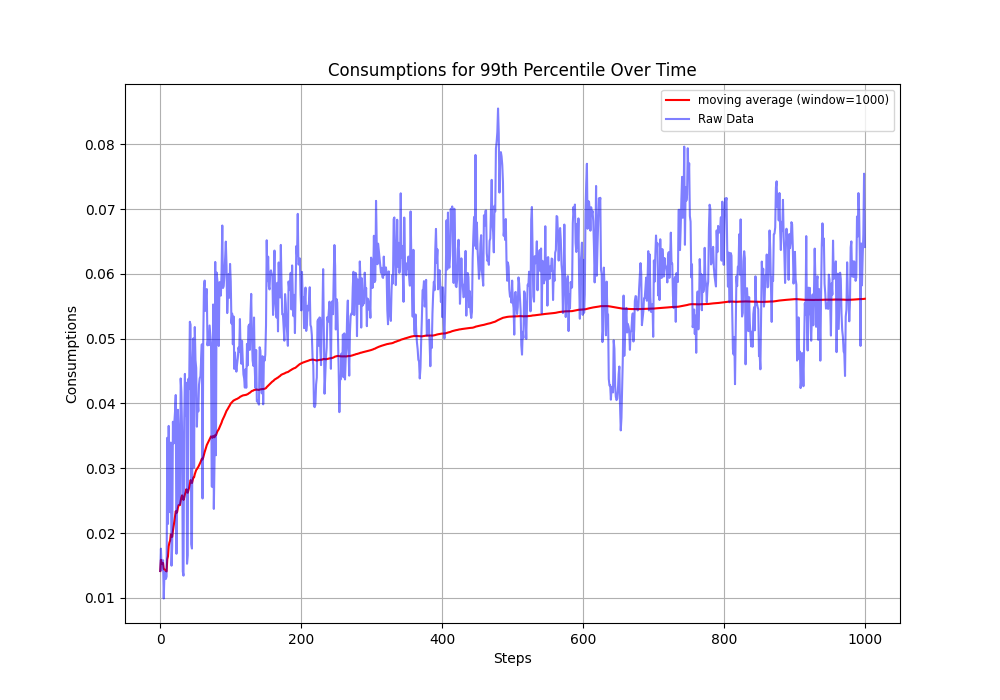 Consumptions for 99th Percentile Over Time
moving average (window=1000)
Raw Data
0.08
0.07
0.06
0.05
0.04
0.03
0.02
0.01
Consumptions
0
200
400
600
800
1000
Steps